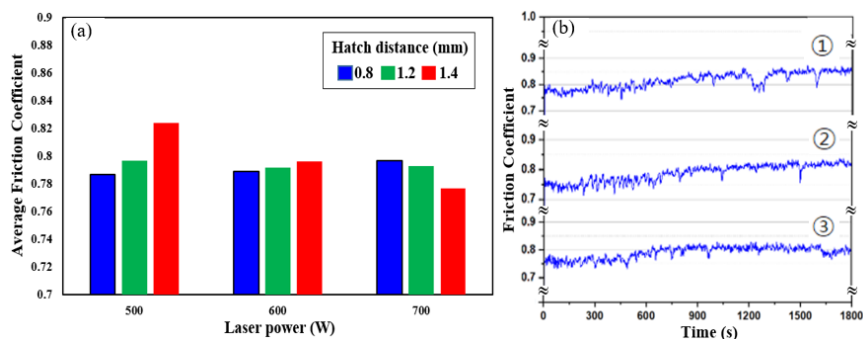 (a)
Hatch distance (mm)
0.8 1.2 1.4
Average Friction Coefficient
0.9
0.88
0.86
0.84
0.82
0.8
0.78
0.76
0.74
0.72
0.7
500 600 700
Laser power (W)
(b)
Friction Coefficient
1.0
0.9
0.8
0.7
0.8
0.7
0.8
0.7
①
②
③
0 300 600 900 1200 1500 1800
Time (s)